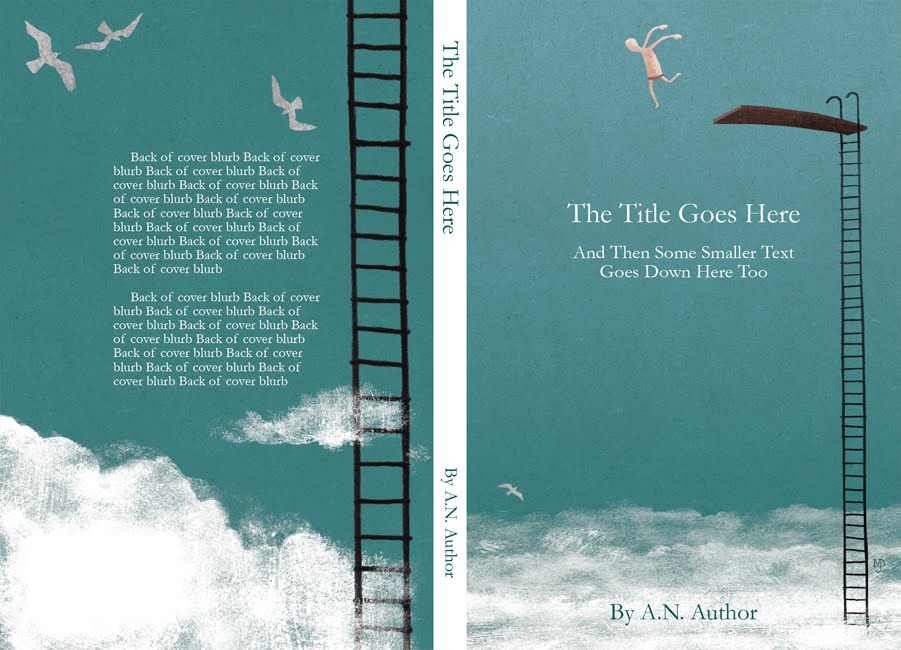 Back of cover blurb Back of cover
blurb Back of cover blurb Back of
cover blurb Back of cover blurb Back
of cover blurb Back of cover blurb
Back of cover blurb Back of cover
blurb Back of cover blurb Back of
cover blurb Back of cover blurb Back
of cover blurb Back of cover blurb
Back of cover blurb
Back of cover blurb Back of cover
blurb Back of cover blurb Back of
cover blurb Back of cover blurb Back
of cover blurb Back of cover blurb
Back of cover blurb Back of cover
blurb Back of cover blurb Back of
cover blurb Back of cover blurb
The Title Goes Here
By A.N. Author
The Title Goes Here
And Then Some Smaller Text
Goes Down Here Too
By A.N. Author